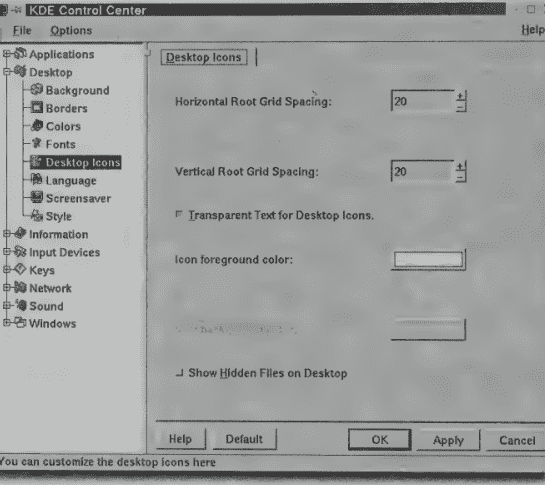 KDE Control Center
File Options Help
Applications
Desktop
Background
Borders
Colors
Fonts
Desktop Icons
Language
Screensaver
Style
Information
Input Devices
Keys
Network
Sound
Windows
Desktop Icons
Horizontal Root Grid Spacing:
20
Vertical Root Grid Spacing:
20
Transparent Text for Desktop Icons.
Icon foreground color:
Show Hidden Files on Desktop
Help Default OK Apply Cancel
You can customize the desktop icons here